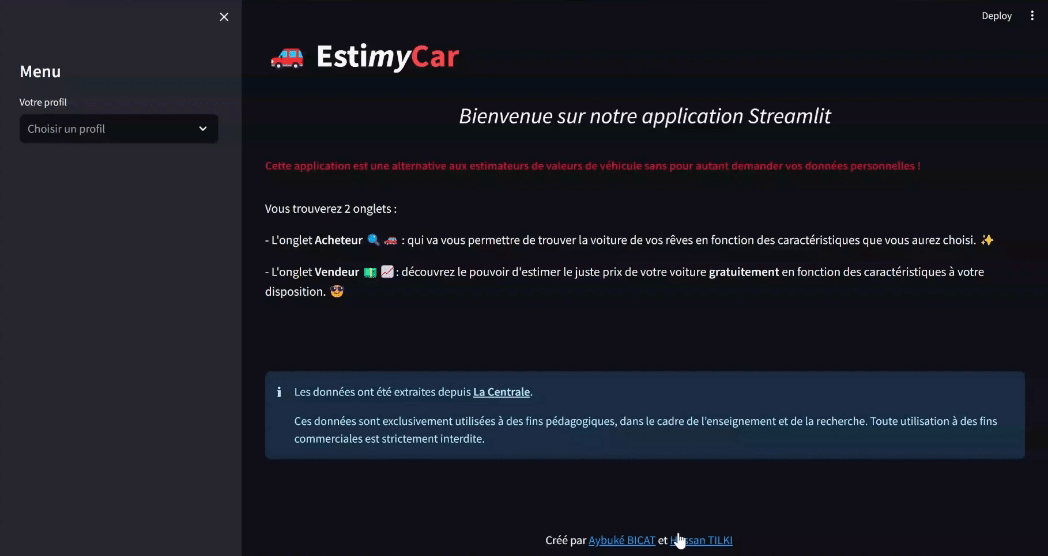 Deploy
EstimyCar
Menu
Votre profil
Choisir un profil
Bienvenue sur notre application Streamlit
Cette application est une alternative aux estimateurs de valeurs de véhicule sans pour autant demander vos données personnelles !
Vous trouverez 2 onglets :
- L'onglet Acheteur 🔍 🚗 : qui va vous permettre de trouver la voiture de vos rêves en fonction des caractéristiques que vous aurez choisi. ✨
- L'onglet Vendeur 💵 📈 : découvrez le pouvoir d'estimer le juste prix de votre voiture gratuitement en fonction des caractéristiques à votre
disposition. 🤓
Les données ont été extraites depuis La Centrale.
Ces données sont exclusivement utilisées à des fins pédagogiques, dans le cadre de l'enseignement et de la recherche. Toute utilisation à des fins
commerciales est strictement interdite.
Créé par Aybuké BICAT et TILKI